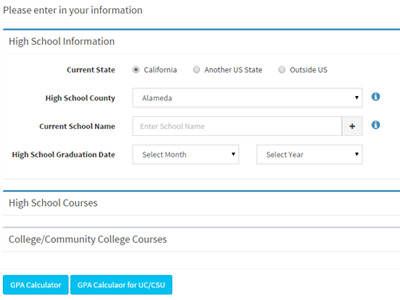 Please enter in your information
High School Information
Current State California Another US State Outside US
High School County Alameda
Current School Name Enter School Name +
High School Graduation Date Select Month Select Year
High School Courses
College/Community College Courses
GPA Calculator GPA Calculaor for UC/CSU